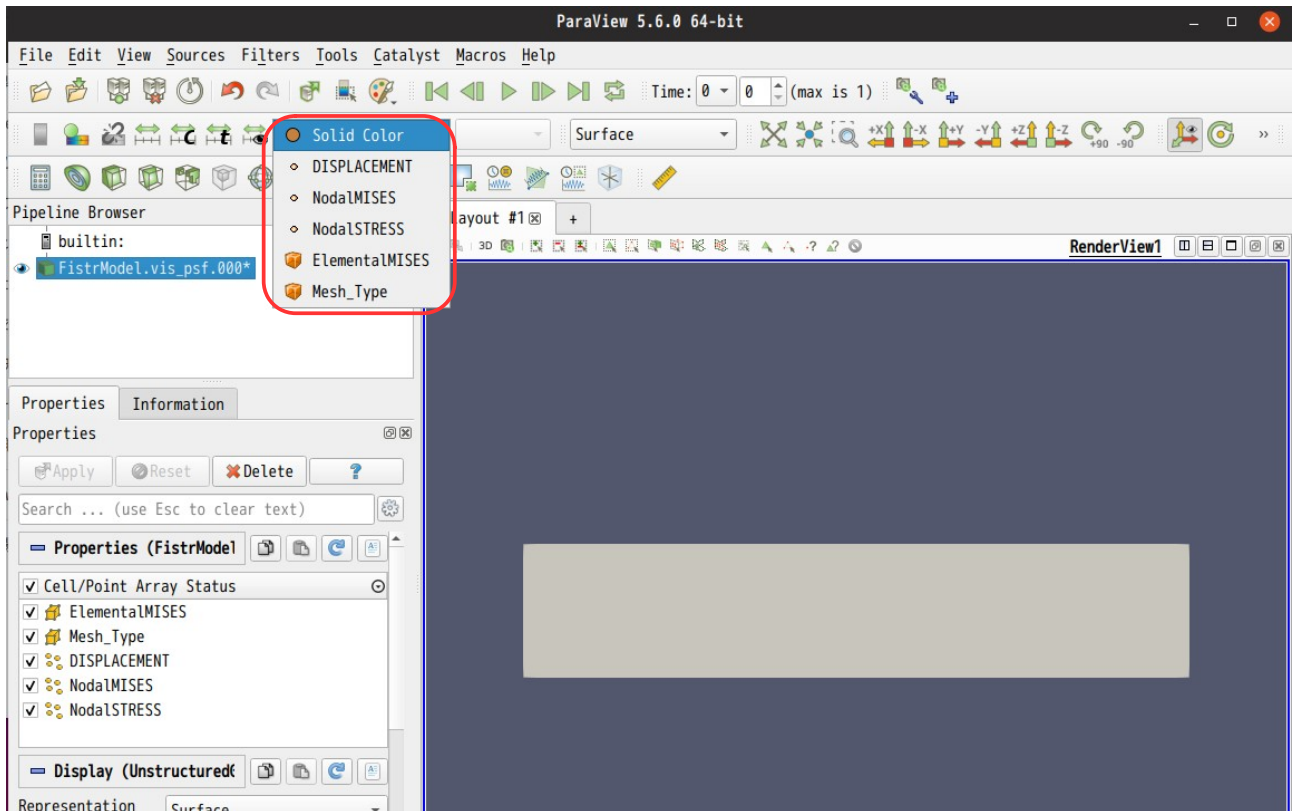 ParaView 5.6.0 64-bit
File Edit View Sources Filters Tools Catalyst Macros Help
Time: 0 0 (max is 1)
Solid Color
Surface
+X -X +Y -Y +Z -Z +90 -90 »
DISPLACEMENT
NodalMISES
NodalSTRESS
ElementalMISES
Mesh_Type
Pipeline Browser
builtin:
FistrModel.vis_psf.000*
ayout #1 +
3D
RenderView1
Properties Information
Properties
Apply Reset Delete ?
Search ... (use Esc to clear text)
Properties (FistrModel
Cell/Point Array Status
ElementalMISES
Mesh_Type
DISPLACEMENT
NodalMISES
NodalSTRESS
Display (Unstructured
Representation Surface